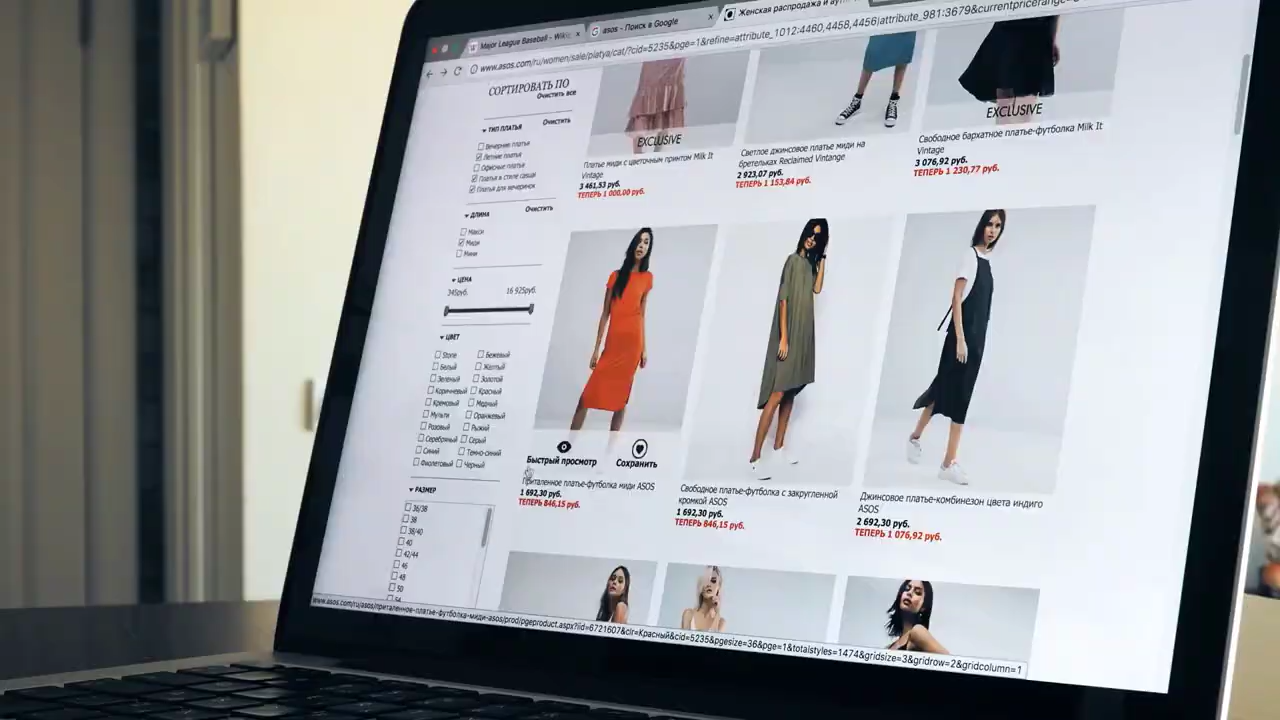 Major League Baseball - Wiki
asos - Поиск в Google
Женская распродажа и аутл
www.asos.com/ru/women/sale/platya/cat/?cid=5235&pge=1&refine=attribute_1012:4460,4458,4456|attribute_981:3679&currentpricerange=
СОРТИРОВАТЬ ПО
Очистить все
ТИП ПЛАТЬЯ
Очистить
Вечерние платья
Летние платья
Офисные платья
Платья в стиле casual
Платья для вечеринок
ДЛИНА
Очистить
Макси
Миди
Мини
ЦЕНА
345руб.
16 925руб.
ЦВЕТ
Stone
Бежевый
Белый
Желтый
Зеленый
Золотой
Коричневый
Красный
Кремовый
Медный
Мульти
Оранжевый
Розовый
Рыжий
Серебряный
Серый
Синий
Темно-синий
Фиолетовый
Черный
РАЗМЕР
36/38
38
38/40
40
42/44
46
48
50
54
EXCLUSIVE
Платье миди с цветочным принтом Milk It
Vintage
3 461,53 руб.
ТЕПЕРЬ 1 000,00 руб.
Светлое джинсовое платье миди на
бретельках Reclaimed Vintage
2 923,07 руб.
ТЕПЕРЬ 1 153,84 руб.
EXCLUSIVE
Свободное бархатное платье-футболка Milk It
Vintage
3 076,92 руб.
ТЕПЕРЬ 1 230,77 руб.
Быстрый просмотр
Сохранить
Приталенное платье-футболка миди ASOS
1 692,30 руб.
ТЕПЕРЬ 846,15 руб.
Свободное платье-футболка с закругленной
кромкой ASOS
1 692,30 руб.
ТЕПЕРЬ 846,15 руб.
Джинсовое платье-комбинезон цвета индиго
ASOS
2 692,30 руб.
ТЕПЕРЬ 1 076,92 руб.
www.asos.com/ru/asos/приталенное-платье-футболка-миди-asos/prod/pgeproduct.aspx?iid=6721607&clr=Красный&cid=5235&pgesize=36&pge=1&totalstyles=1474&gridsize=3&gridrow=2&gridcolumn=1